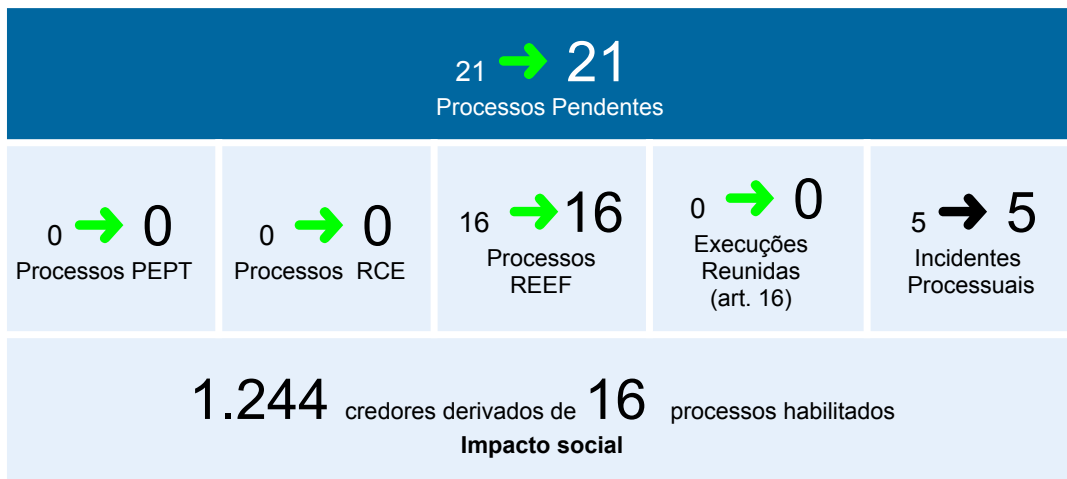 21 ➜ 21
Processos Pendentes
0 ➜ 0
Processos PEPT
0 ➜ 0
Processos RCE
16 ➜ 16
Processos
REEF
0 ➜ 0
Execuções
Reunidas
(art. 16)
5 ➜ 5
Incidentes
Processuais
1.244 credores derivados de 16 processos habilitados
Impacto social